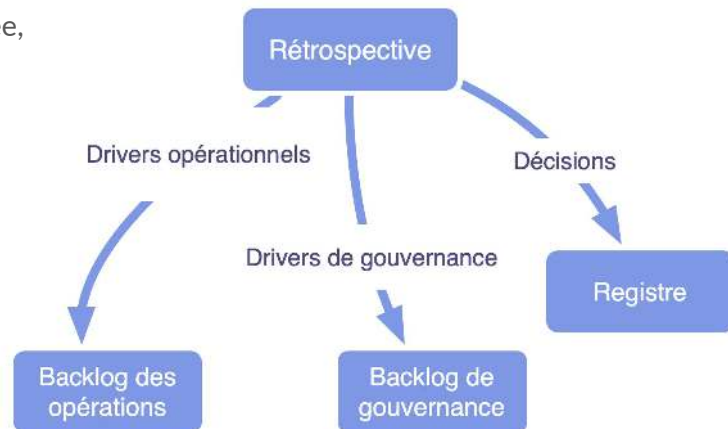 Rétrospective
Drivers opérationnels
Décisions
Drivers de gouvernance
Registre
Backlog des
opérations
Backlog de
gouvernance